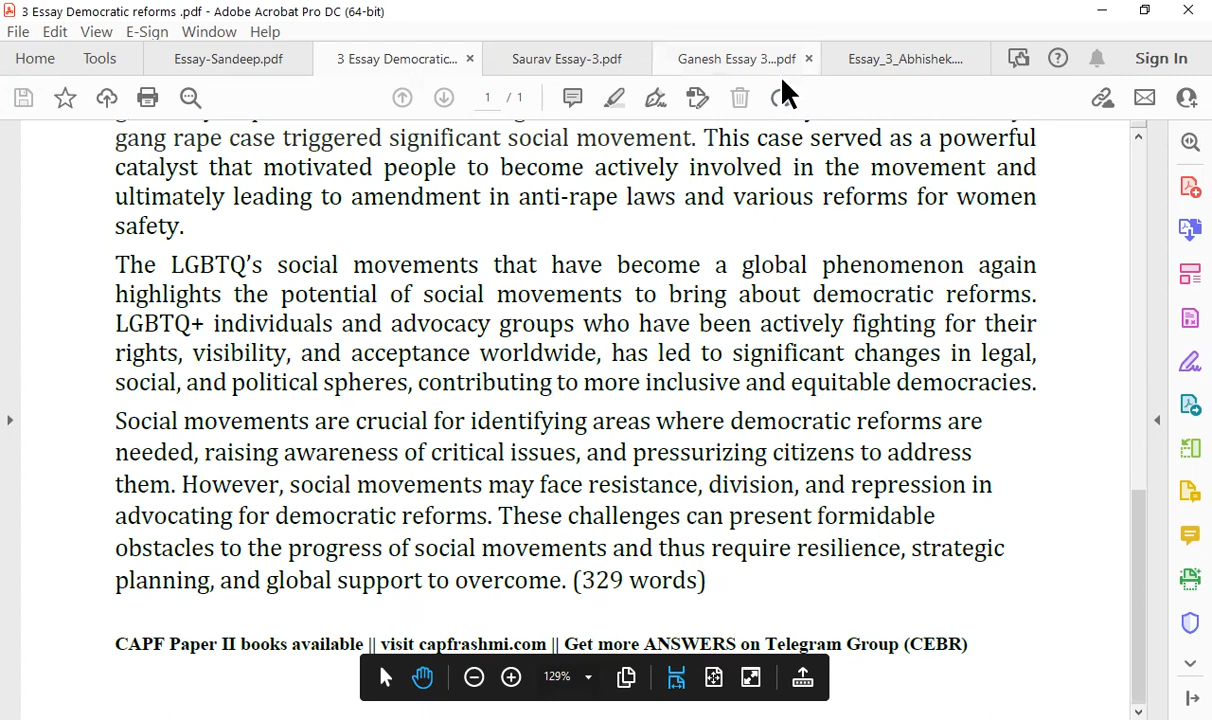 3 Essay Democratic reforms .pdf - Adobe Acrobat Pro DC (64-bit)
File Edit View E-Sign Window Help
Home Tools Essay-Sandeep.pdf 3 Essay Democratic... × Saurav Essay-3.pdf Ganesh Essay 3...pdf × Essay_3_Abhishek.... Sign In
1 / 1
gang rape case triggered significant social movement. This case served as a powerful
catalyst that motivated people to become actively involved in the movement and
ultimately leading to amendment in anti-rape laws and various reforms for women
safety.
The LGBTQ's social movements that have become a global phenomenon again
highlights the potential of social movements to bring about democratic reforms.
LGBTQ+ individuals and advocacy groups who have been actively fighting for their
rights, visibility, and acceptance worldwide, has led to significant changes in legal,
social, and political spheres, contributing to more inclusive and equitable democracies.
Social movements are crucial for identifying areas where democratic reforms are
needed, raising awareness of critical issues, and pressurizing citizens to address
them. However, social movements may face resistance, division, and repression in
advocating for democratic reforms. These challenges can present formidable
obstacles to the progress of social movements and thus require resilience, strategic
planning, and global support to overcome. (329 words)
CAPF Paper II books available || visit capfrashmi.com || Get more ANSWERS on Telegram Group (CEBR)
129%